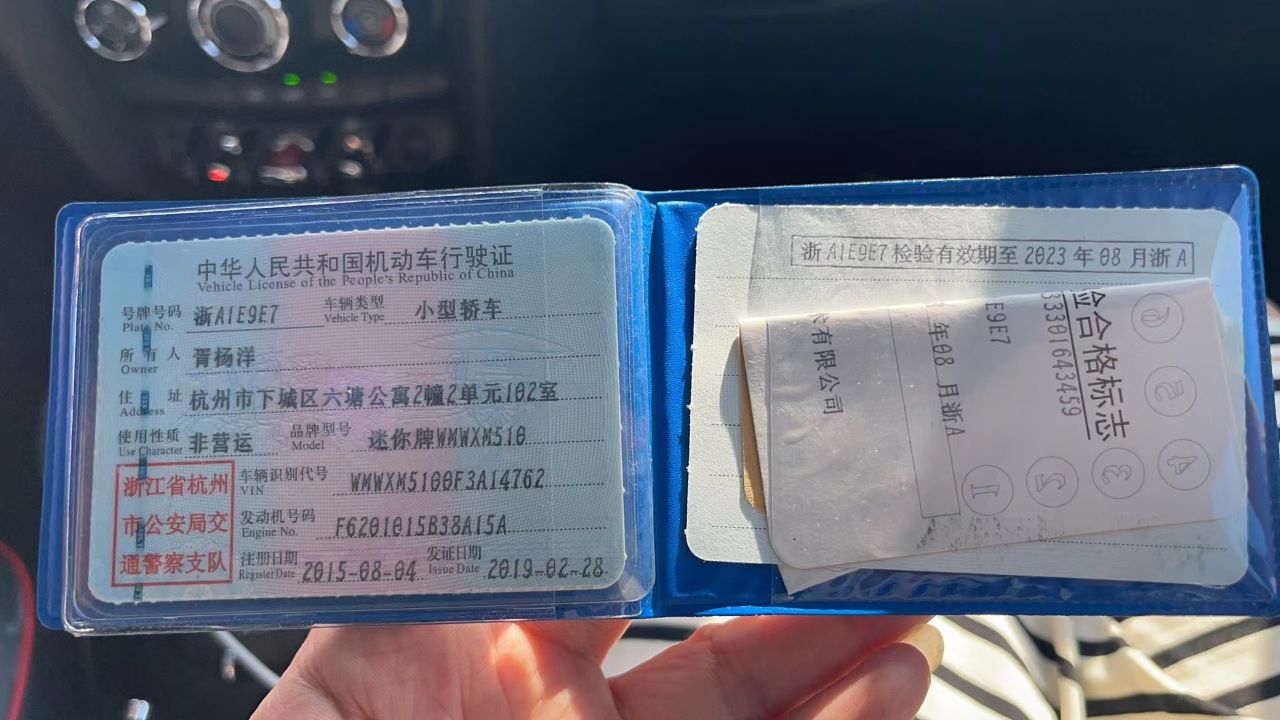 中华人民共和国机动车行驶证
Vehicle License of the People's Republic of China
号牌号码 浙A1E9E7 车辆类型 小型轿车
Plate No. Vehicle Type
所有人 胥杨洋
Owner
住址 杭州市下城区六塘公寓2幢2单元102室
Address
使用性质 非营运 品牌型号 迷你牌WMWXM510
Use Character Model
浙江省杭州
市公安局交
通警察支队
车辆识别代号 WMWXM5100F3A14762
VIN
发动机号码 F6201015B38A15A
Engine No.
注册日期 2015-08-04 发证日期 2019-02-28
Register Date Issue Date
浙A1E9E7检验有效期至2023年08月浙A
验合格标志
33301643459
E9E7
年08月浙A
有限公司
6 2 1 5 3 4